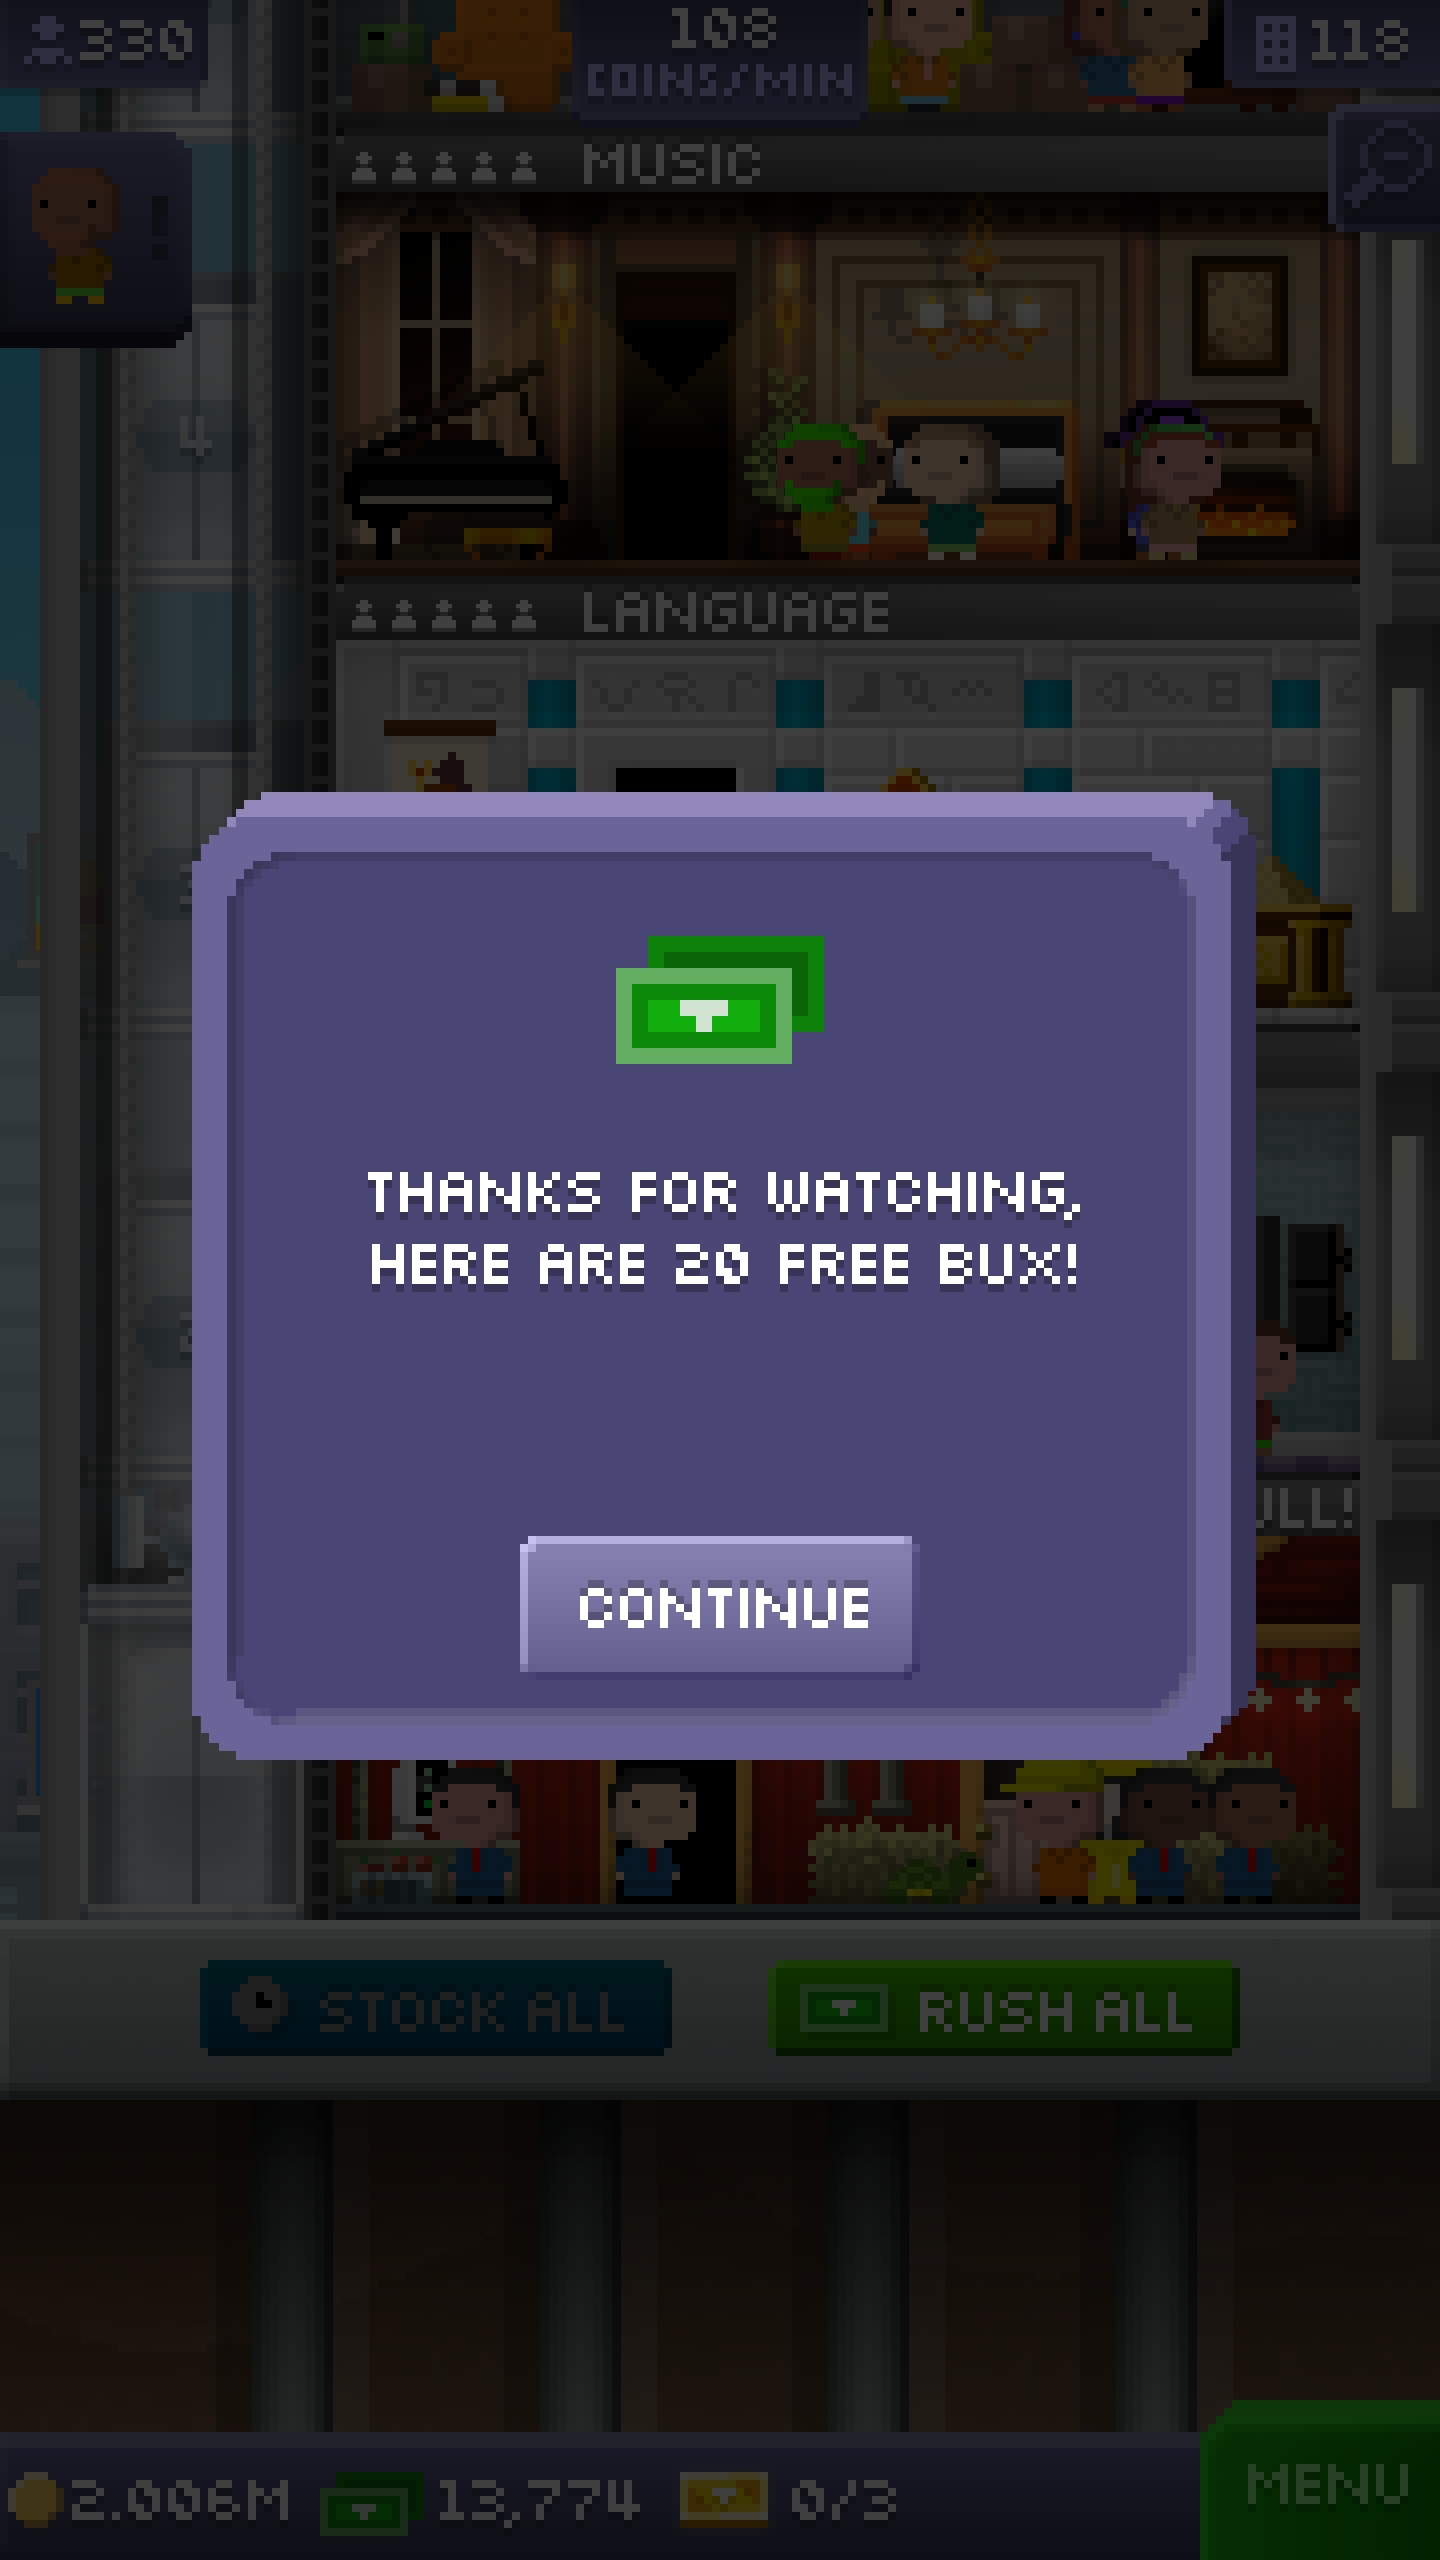 330
108
COINS/MIN
118
MUSIC
4
LANGUAGE
THANKS FOR WATCHING,
HERE ARE 20 FREE BUX!
CONTINUE
ULL!
STOCK ALL
RUSH ALL
2.006M
13,774
0/3
MENU